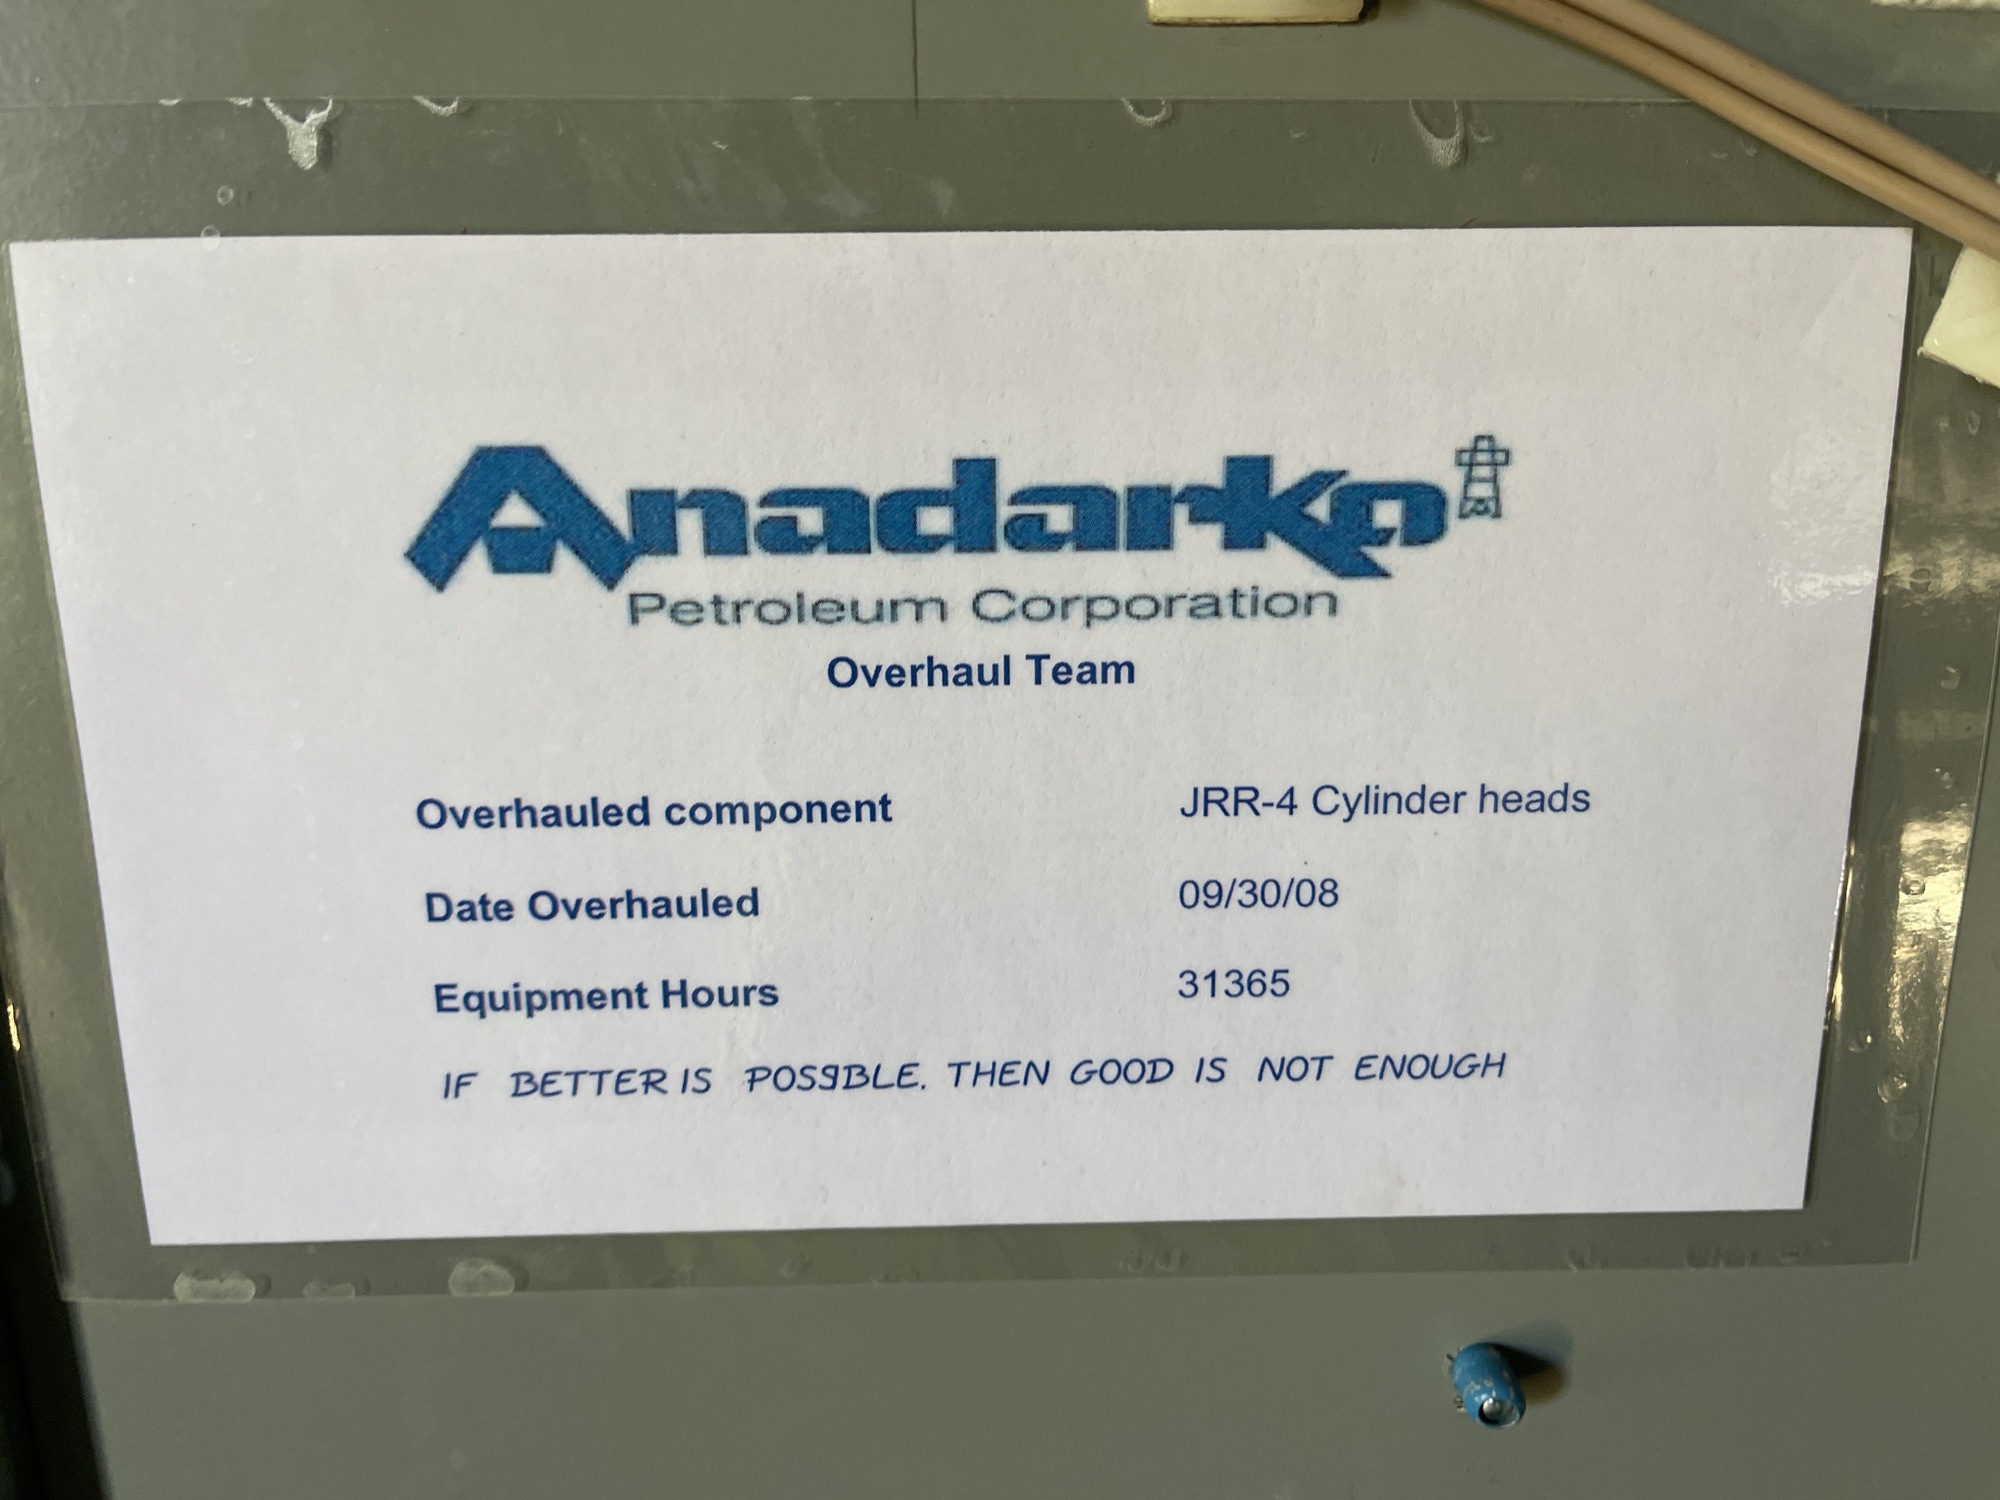 Anadarko
Petroleum Corporation
Overhaul Team
Overhauled component JRR-4 Cylinder heads
Date Overhauled 09/30/08
Equipment Hours 31365
IF BETTER IS POSSIBLE. THEN GOOD IS NOT ENOUGH